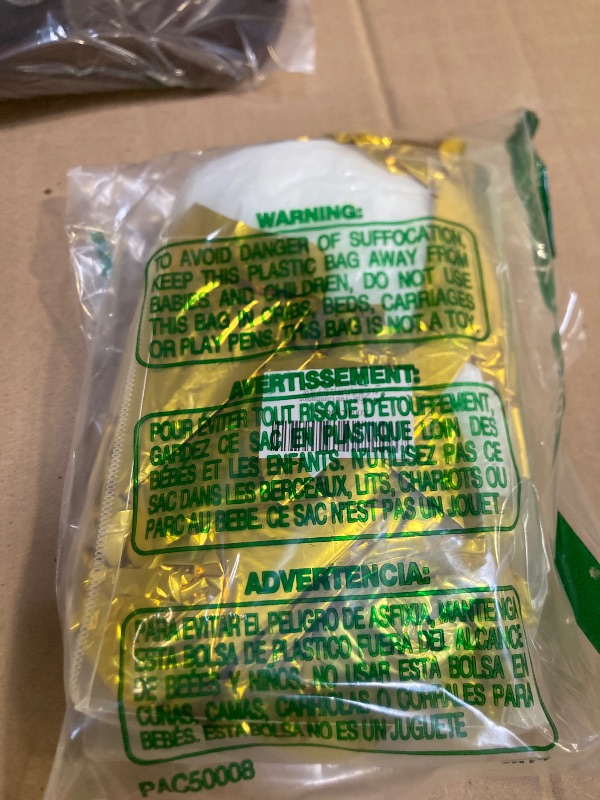 WARNING:
TO AVOID DANGER OF SUFFOCATION,
KEEP THIS PLASTIC BAG AWAY FROM
BABIES AND CHILDREN, DO NOT USE
THIS BAG IN CRIBS, BEDS, CARRIAGES
OR PLAY PENS. THIS BAG IS NOT A TOY.
AVERTISSEMENT:
POUR ÉVITER TOUT RISQUE D'ÉTOUFFEMENT,
GARDEZ CE SAC EN PLASTIQUE LOIN DES
BÉBÉS ET LES ENFANTS. N'UTILISEZ PAS CE
SAC DANS LES BERCEAUX, LITS, CHARIOTS OU
PARC AU BEBE. CE SAC N'EST PAS UN JOUET.
ADVERTENCIA:
PARA EVITAR EL PELIGRO DE ASFIXIA, MANTENGA
ESTA BOLSA DE PLASTICO FUERA DEL ALCANCE
DE BEBÉS Y NINOS. NO USAR ESTA BOLSA EN
CUNAS, CAMAS, CARRIOLAS O CORRALES PARA
BEBÉS. ESTA BOLSA NO ES UN JUGUETE
PAC50008